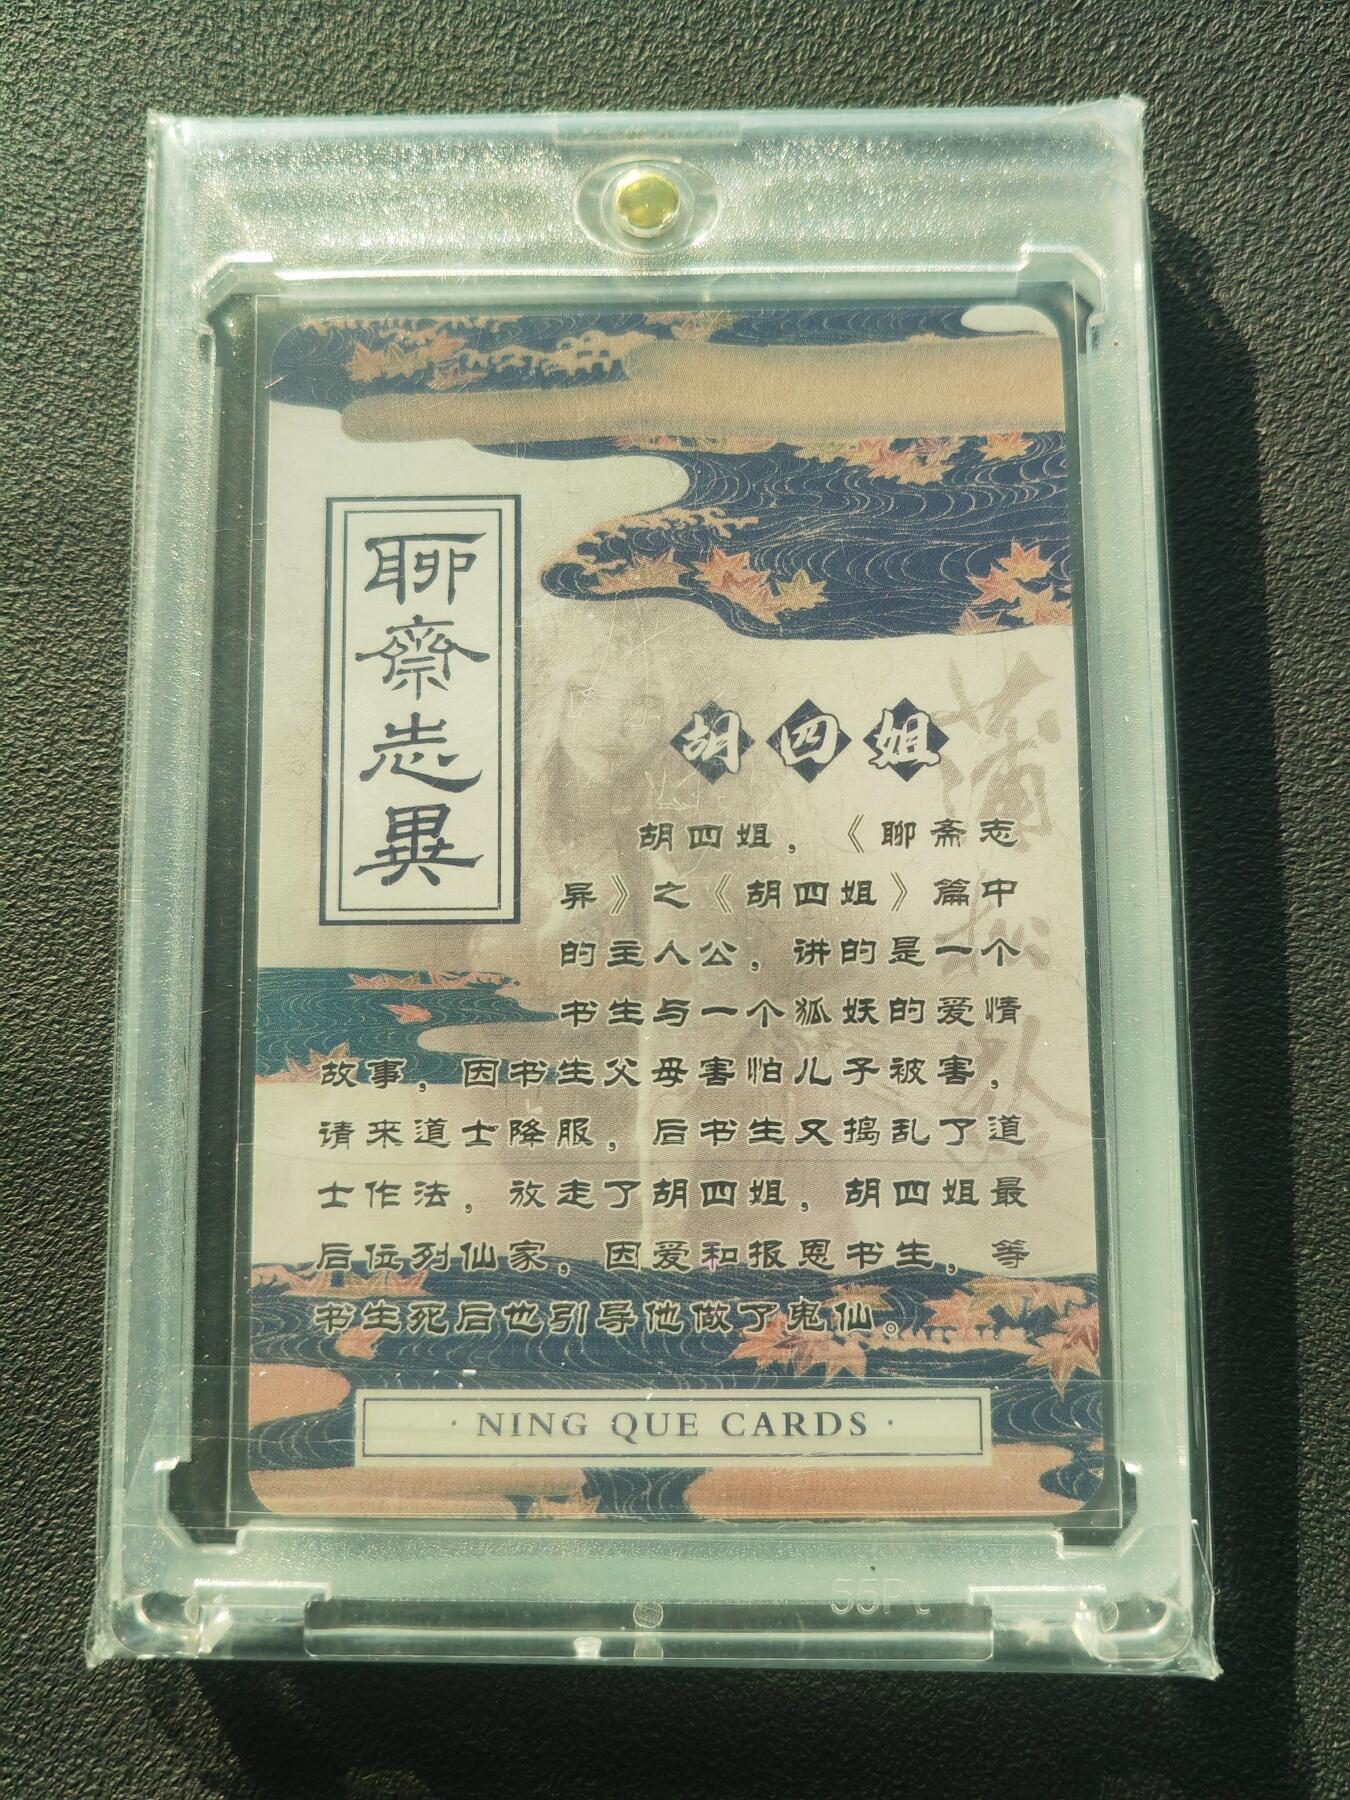 聊齋志異
胡四姐
胡四姐，《聊斋志
异》之《胡四姐》篇中
的主人公，讲的是一个
书生与一个狐妖的爱情
故事，因书生父母害怕儿子被害，
请来道士降服，后书生又捣乱了道
士作法，放走了胡四姐，胡四姐最
后位列仙家，因爱和报恩书生，等
书生死后也引导他做了鬼仙。
蒲松龄
· NING QUE CARDS ·
55Pt